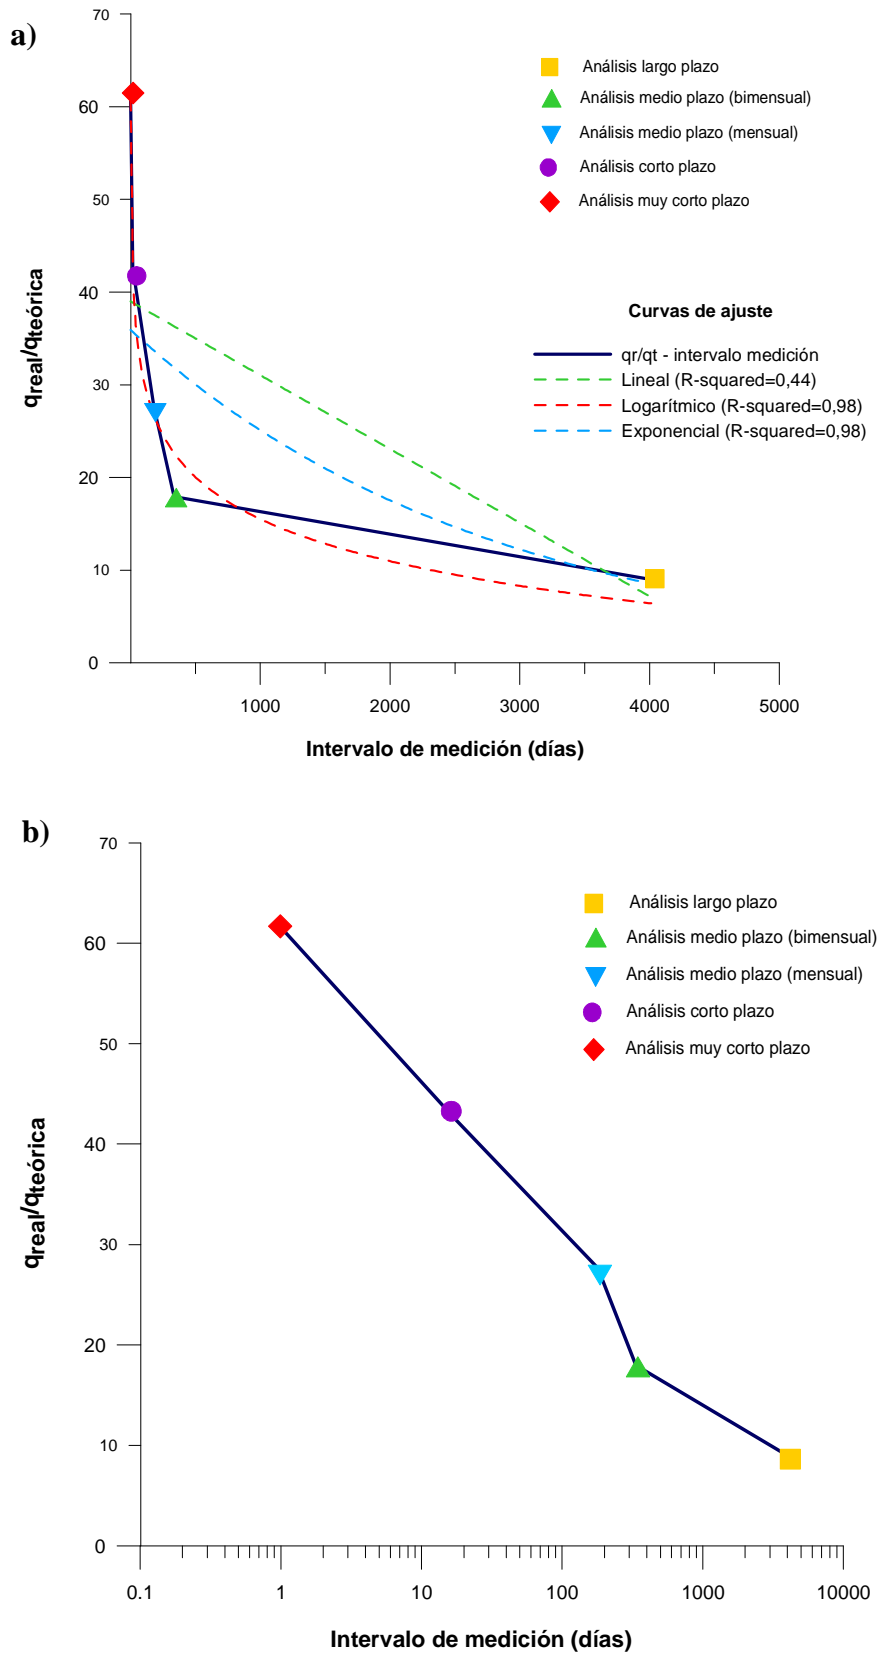 a)
70
60
50
40
30
20
10
0
qreal/qteórica
Análisis largo plazo
Análisis medio plazo (bimensual)
Análisis medio plazo (mensual)
Análisis corto plazo
Análisis muy corto plazo
Curvas de ajuste
qr/qt - intervalo medición
Lineal (R-squared=0,44)
Logarítmico (R-squared=0,98)
Exponencial (R-squared=0,98)
1000 2000 3000 4000 5000
Intervalo de medición (días)
b)
70
60
50
40
30
20
10
0
qreal/qteórica
Análisis largo plazo
Análisis medio plazo (bimensual)
Análisis medio plazo (mensual)
Análisis corto plazo
Análisis muy corto plazo
0.1 1 10 100 1000 10000
Intervalo de medición (días)